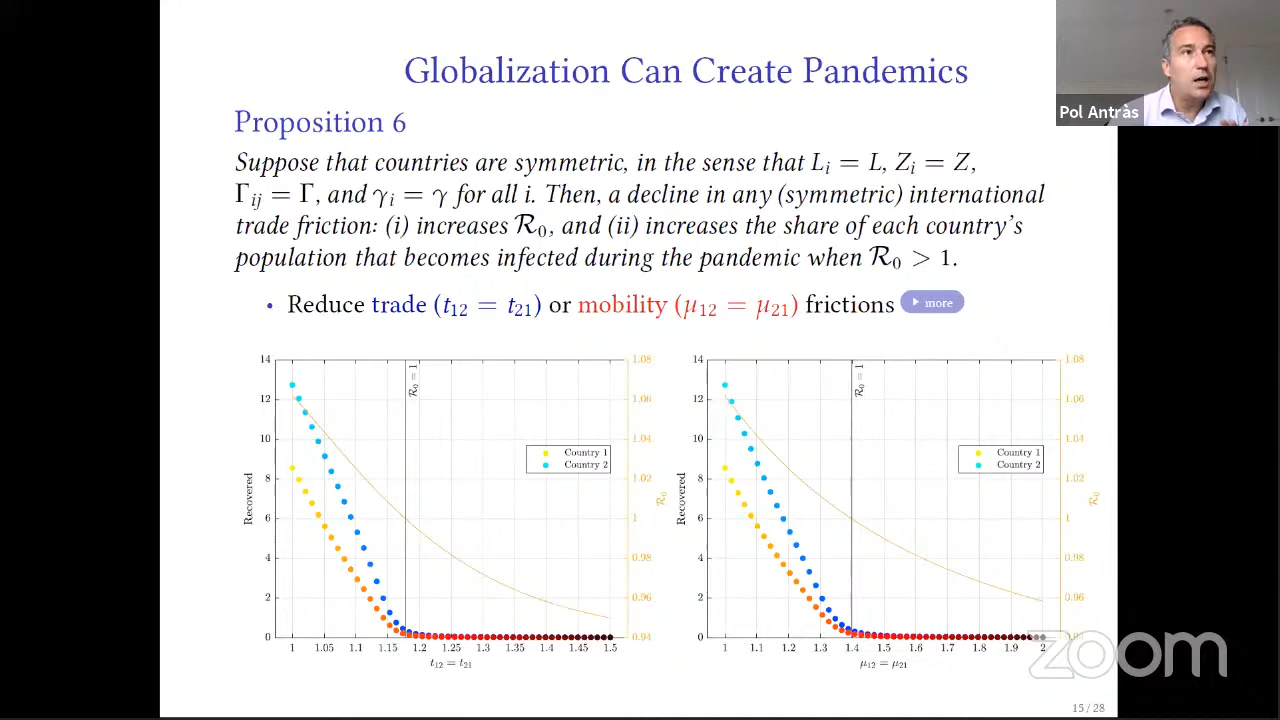 Globalization Can Create Pandemics
Pol Antràs
Proposition 6
Suppose that countries are symmetric, in the sense that Lᵢ = L, Zᵢ = Z,
Γᵢⱼ = Γ, and γᵢ = γ for all i. Then, a decline in any (symmetric) international
trade friction: (i) increases ℛ₀, and (ii) increases the share of each country's
population that becomes infected during the pandemic when ℛ₀ > 1.
• Reduce trade (t₁₂ = t₂₁) or mobility (μ₁₂ = μ₂₁) frictions more
14
12
10
8
6
4
2
0
Recovered
ℛ₀ = 1
Country 1
Country 2
1.08
1.06
1.04
1.02
1
0.98
0.96
0.94
ℛ₀
1 1.05 1.1 1.15 1.2 1.25 1.3 1.35 1.4 1.45 1.5
t₁₂ = t₂₁
14
12
10
8
6
4
2
0
Recovered
ℛ₀ = 1
Country 1
Country 2
1.08
1.06
1.04
1.02
1
0.98
0.96
0.94
ℛ₀
1 1.1 1.2 1.3 1.4 1.5 1.6 1.7 1.8 1.9 2
μ₁₂ = μ₂₁
zoom
15 / 28